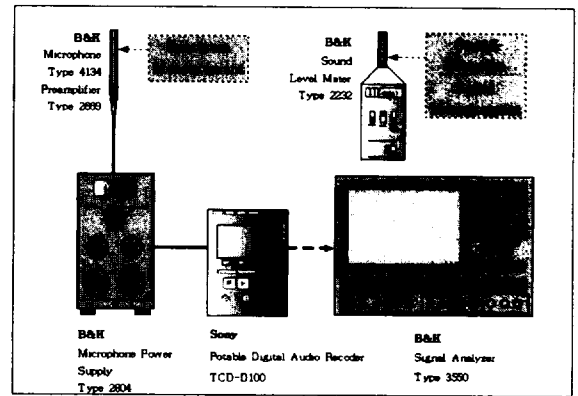 B&K
Microphone
Type 4134
Preamplifier
Type 2669
B&K
Sound
Level Mater
Type 2232
B&K
Microphone Power
Supply
Type 2804
Sony
Potable Digital Audio Recoder
TCD-D100
B&K
Signal Analyzer
Type 3550